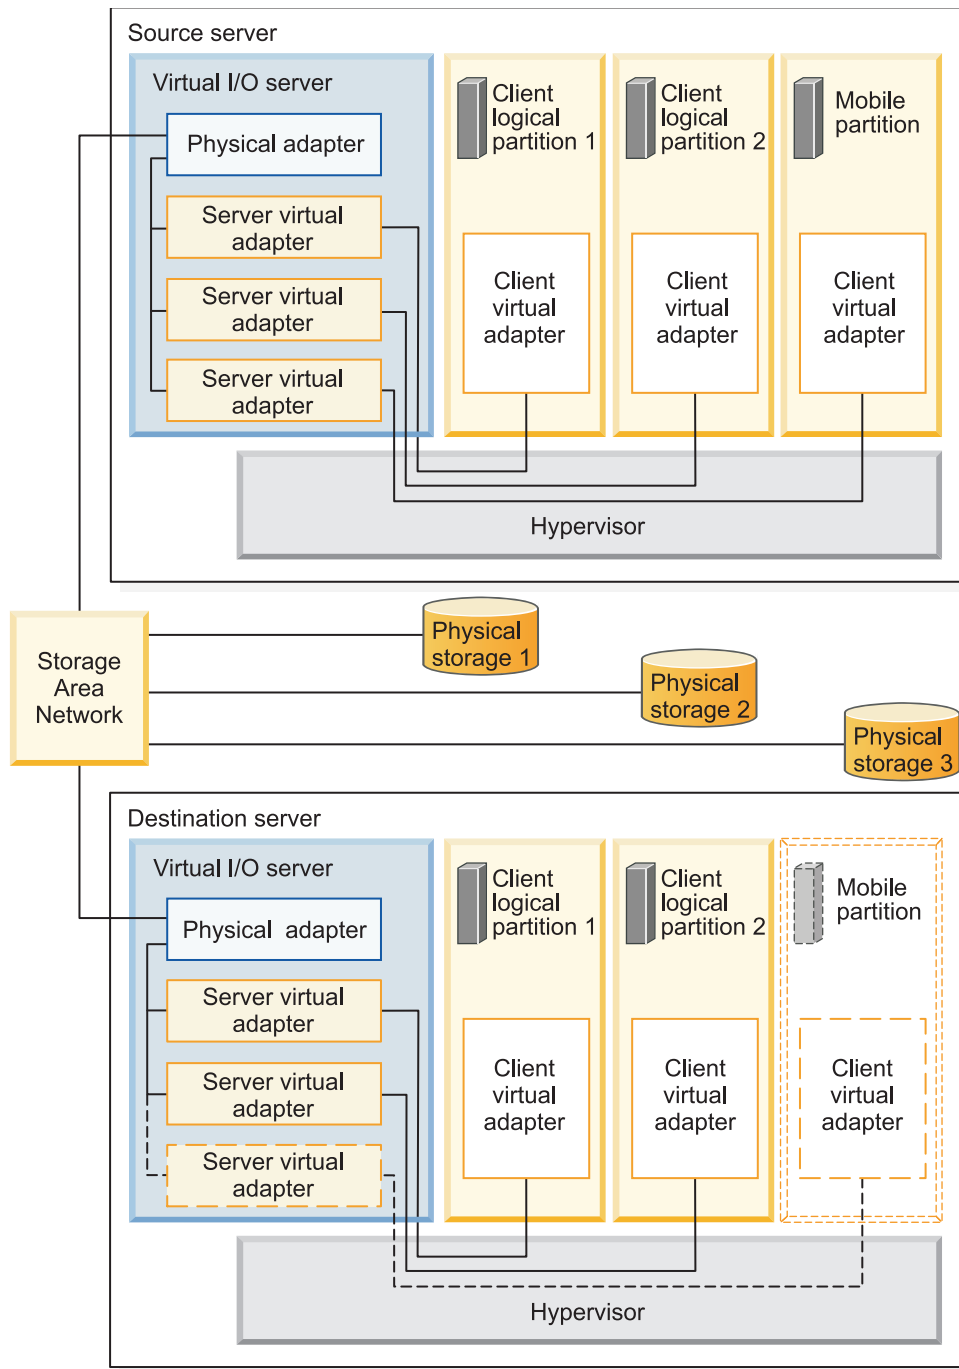 Source server
Virtual I/O server
Physical adapter
Server virtual
adapter
Server virtual
adapter
Server virtual
adapter
Client
logical
partition 1
Client
virtual
adapter
Client
logical
partition 2
Client
virtual
adapter
Mobile
partition
Client
virtual
adapter
Hypervisor
Storage
Area
Network
Physical
storage 1
Physical
storage 2
Physical
storage 3
Destination server
Virtual I/O server
Physical adapter
Server virtual
adapter
Server virtual
adapter
Server virtual
adapter
Client
logical
partition 1
Client
virtual
adapter
Client
logical
partition 2
Client
virtual
adapter
Mobile
partition
Client
virtual
adapter
Hypervisor